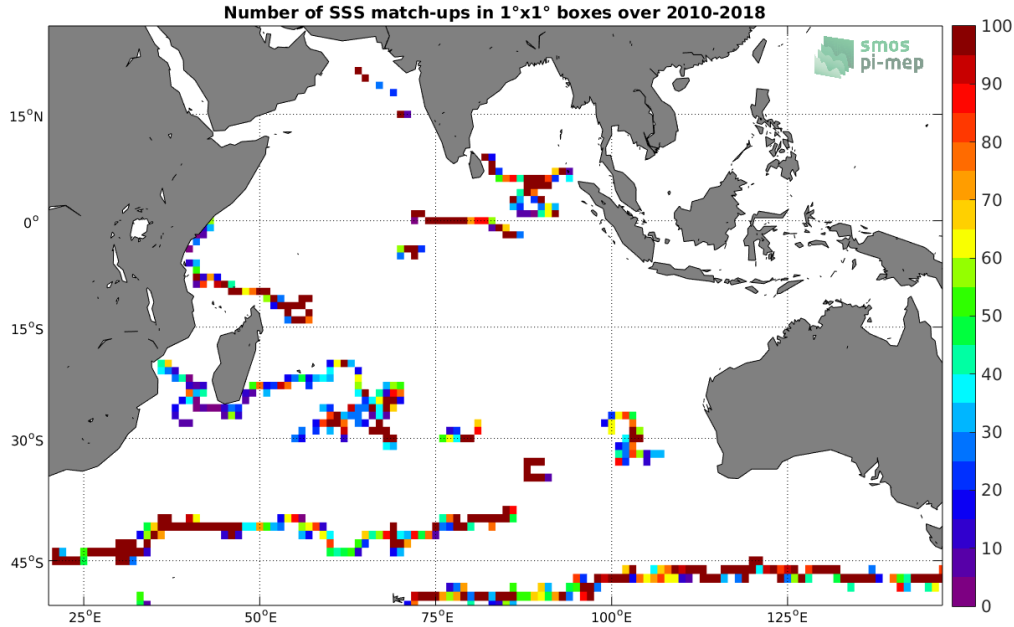 Number of SSS match-ups in 1°x1° boxes over 2010-2018
smos
pi-mep
15°N
0°
15°S
30°S
45°S
25°E
50°E
75°E
100°E
125°E
100
90
80
70
60
50
40
30
20
10
0